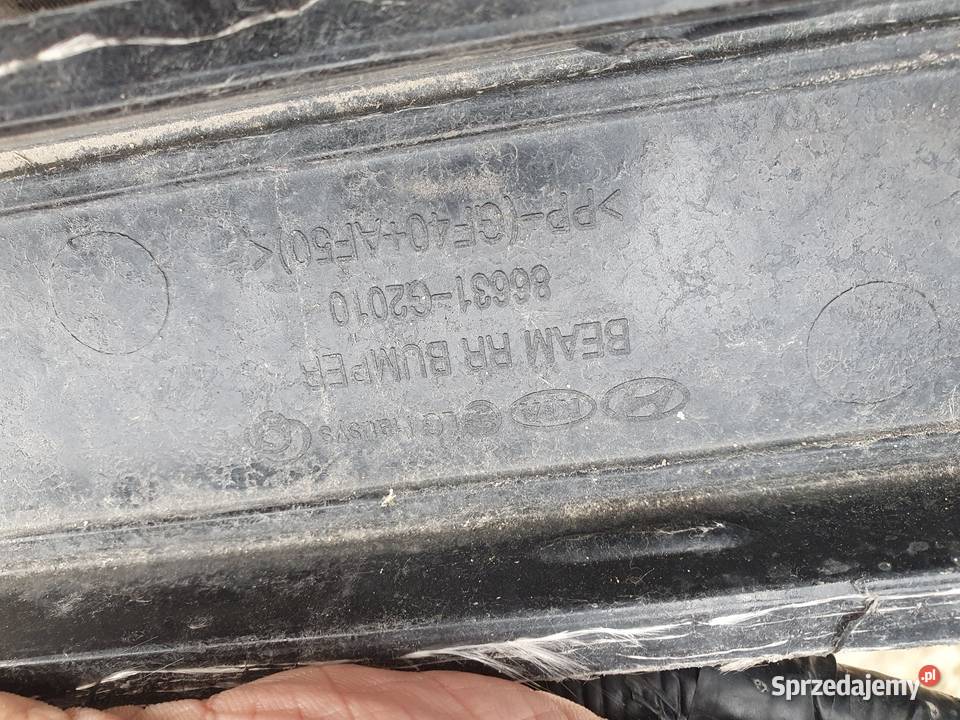 KIA LG Hausys
BEAM RR BUMPER
86631-G2010
>PP-(GF40+AF50)<
Sprzedajemy.pl